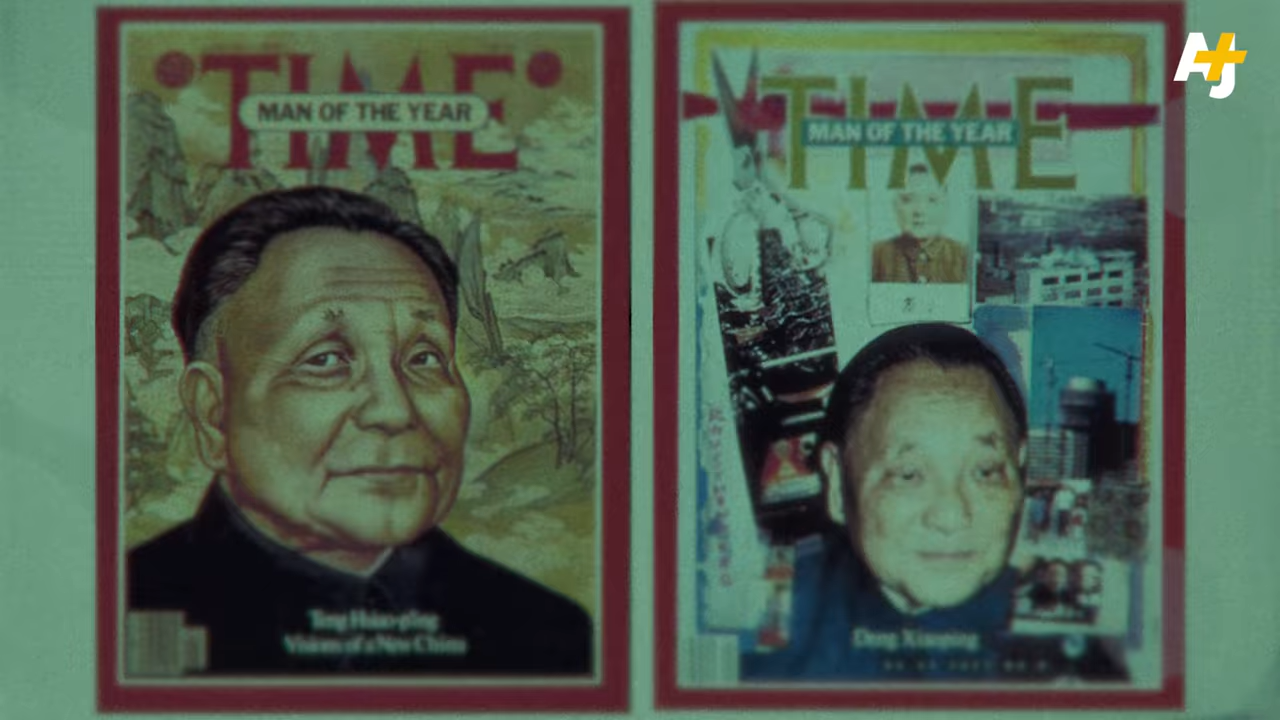 TIME
MAN OF THE YEAR
Teng Hsiao-p'ing
Visions of a New China
TIME
MAN OF THE YEAR
Deng Xiaoping
AJ+